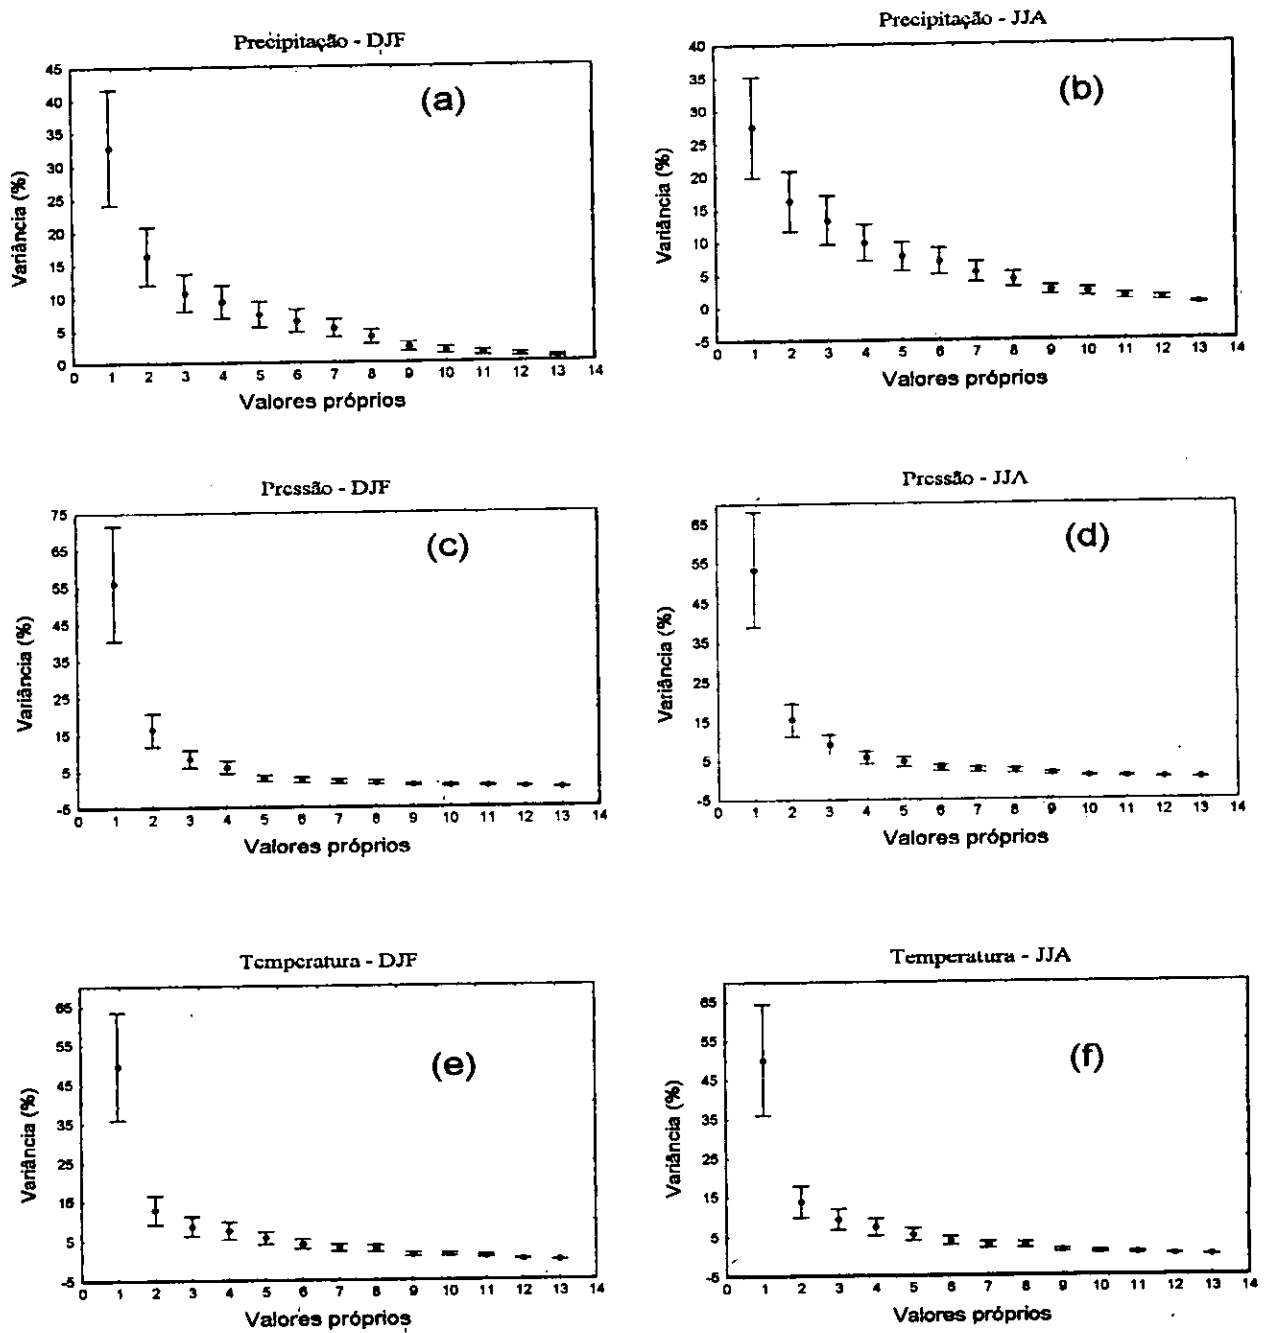 Precipitação - DJF
(a)
Variância (%)
45
40
35
30
25
20
15
10
5
0
0 1 2 3 4 5 6 7 8 9 10 11 12 13 14
Valores próprios
Precipitação - JJA
(b)
Variância (%)
40
35
30
25
20
15
10
5
0
-5
0 1 2 3 4 5 6 7 8 9 10 11 12 13 14
Valores próprios
Pressão - DJF
(c)
Variância (%)
75
65
55
45
35
25
15
5
-5
0 1 2 3 4 5 6 7 8 9 10 11 12 13 14
Valores próprios
Pressão - JJA
(d)
Variância (%)
65
55
45
35
25
15
5
-5
0 1 2 3 4 5 6 7 8 9 10 11 12 13 14
Valores próprios
Temperatura - DJF
(e)
Variância (%)
65
55
45
35
25
15
5
-5
0 1 2 3 4 5 6 7 8 9 10 11 12 13 14
Valores próprios
Temperatura - JJA
(f)
Variância (%)
65
55
45
35
25
15
5
-5
0 1 2 3 4 5 6 7 8 9 10 11 12 13 14
Valores próprios